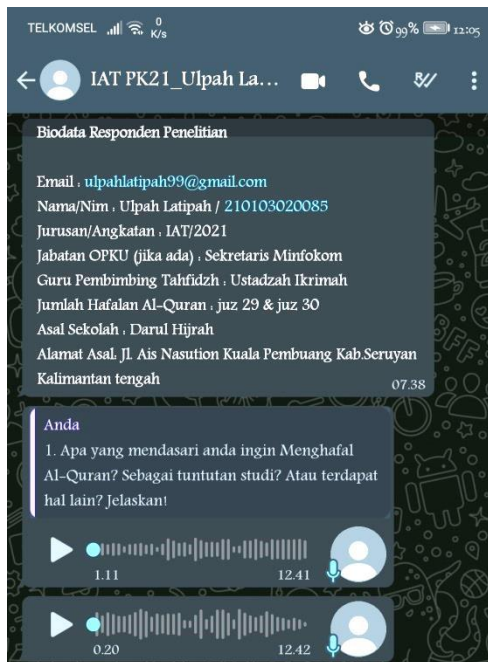 TELKOMSEL 0 K/s 99% 12:05
IAT PK21_Ulpah La...
Biodata Responden Penelitian
Email : ulpahlatipah99@gmail.com
Nama/Nim : Ulpah Latipah / 210103020085
Jurusan/Angkatan : IAT/2021
Jabatan OPKU (jika ada) : Sekretaris Minfokom
Guru Pembimbing Tahfidzh : Ustadzah Ikrimah
Jumlah Hafalan Al-Quran : juz 29 & juz 30
Asal Sekolah : Darul Hijrah
Alamat Asal: Jl. Ais Nasution Kuala Pembuang Kab.Seruyan
Kalimantan tengah
07.38
Anda
1. Apa yang mendasari anda ingin Menghafal
Al-Quran? Sebagai tuntutan studi? Atau terdapat
hal lain? Jelaskan!
1.11 12.41
0.20 12.42